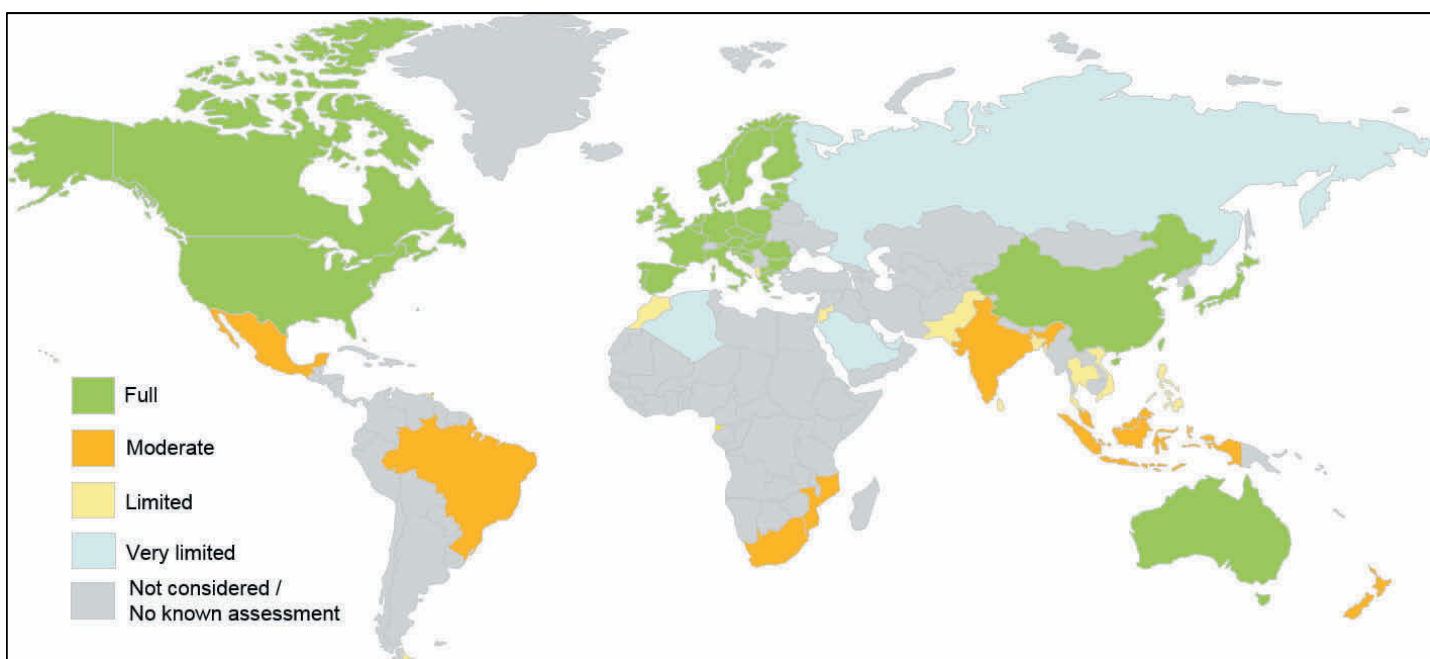 Full
Moderate
Limited
Very limited
Not considered /
No known assessment